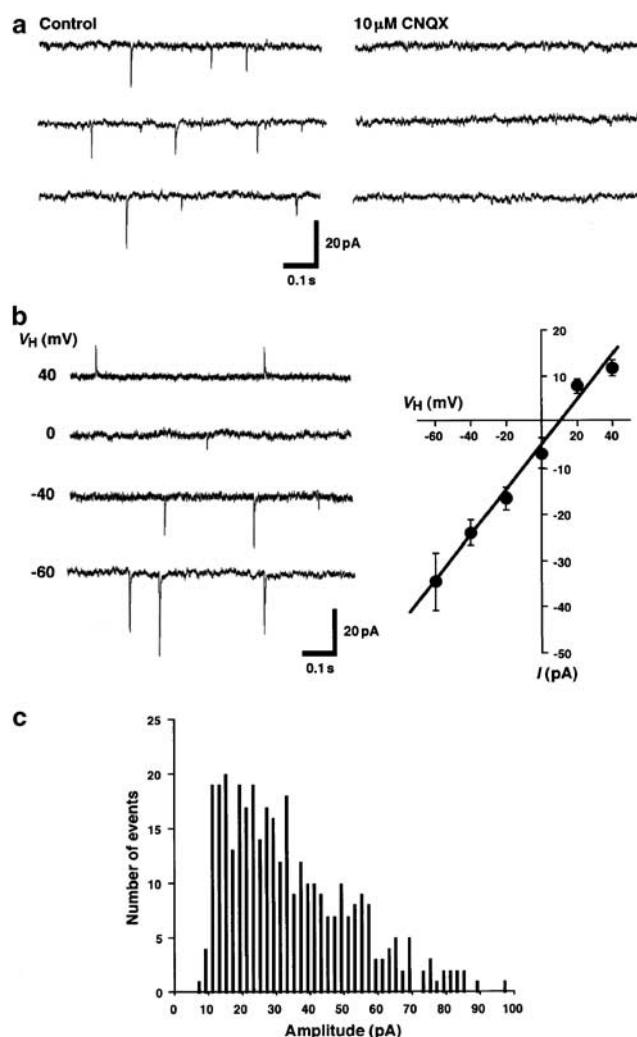 a
Control
10 μM CNQX
20 pA
0.1 s
b
V_H (mV)
40
0
-40
-60
20 pA
0.1 s
20
10
V_H (mV)
-60 -40 -20 0 20 40
-10
-20
-30
-40
-50
I (pA)
c
25
20
15
10
5
0
Number of events
0 10 20 30 40 50 60 70 80 90 100
Amplitude (pA)